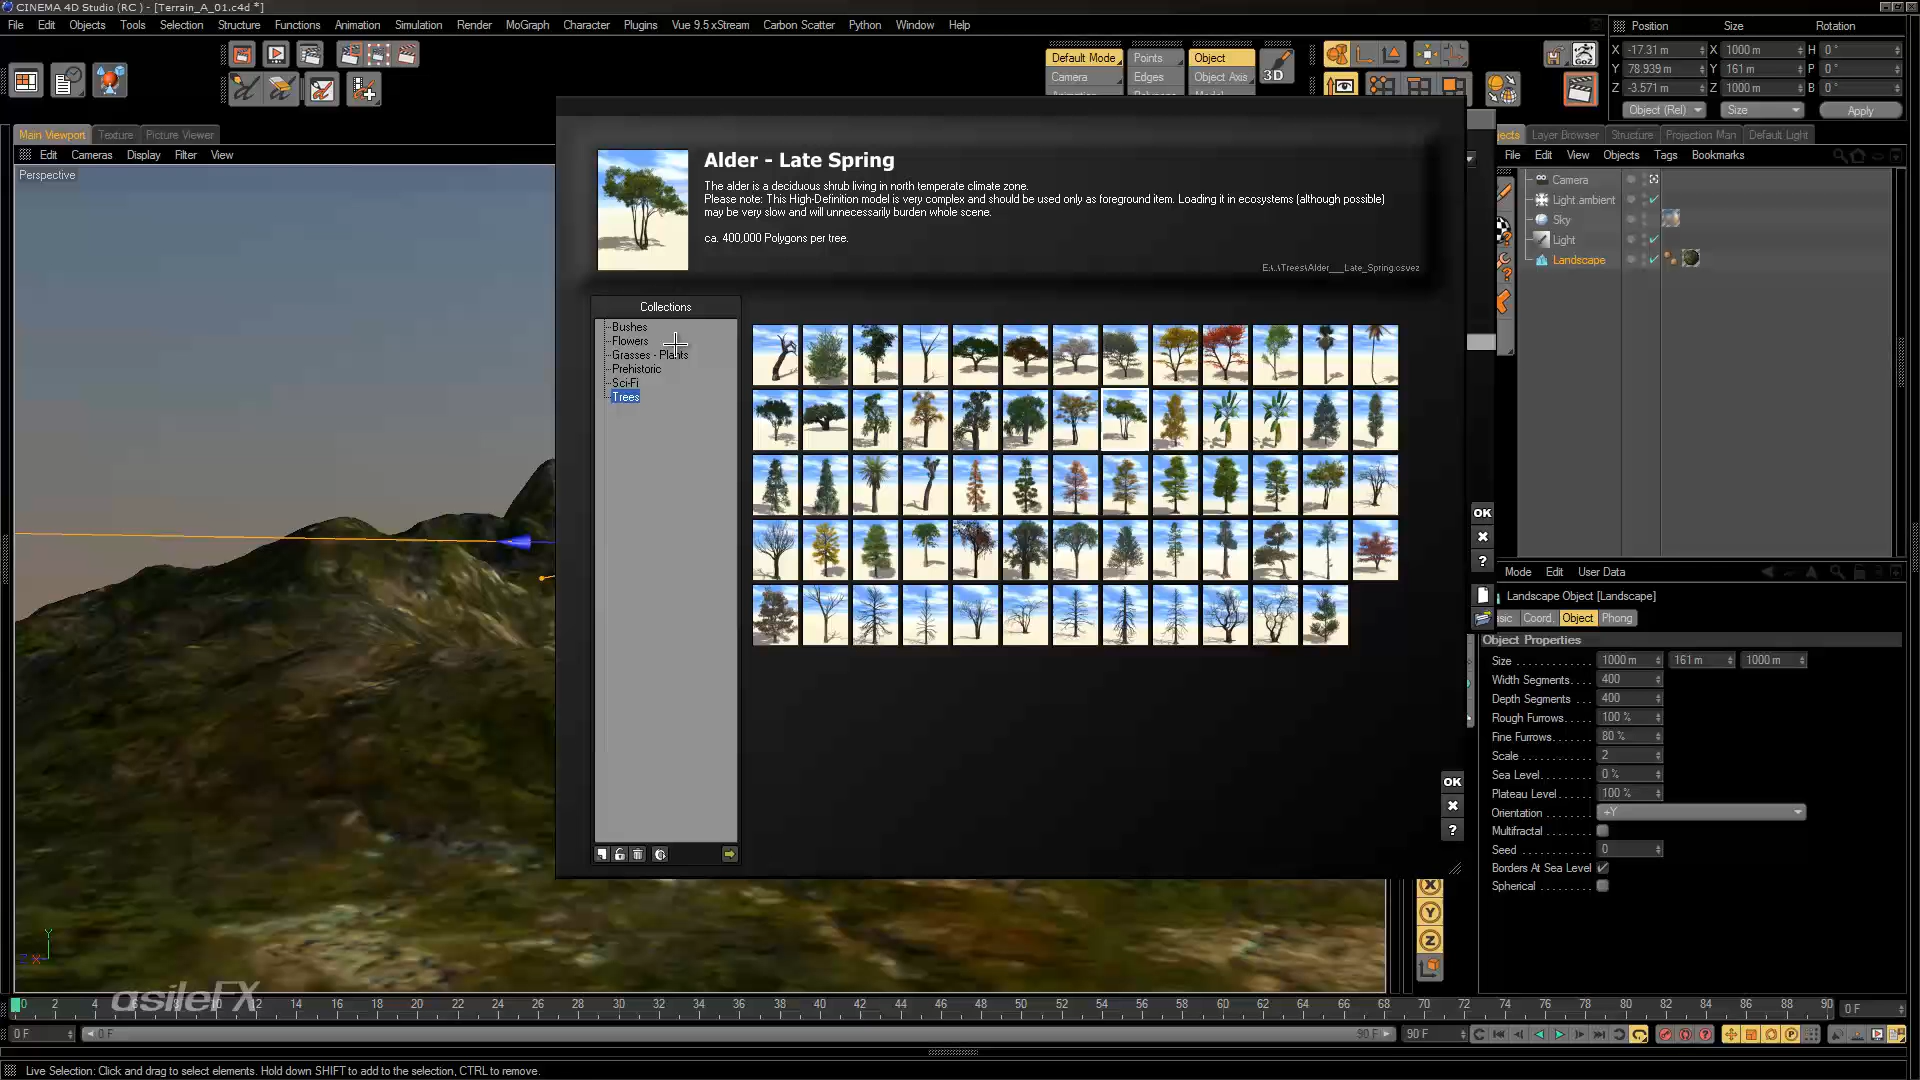 CINEMA 4D Studio (RC ) - [Terrain_A_01.c4d *]
File Edit Objects Tools Selection Structure Functions Animation Simulation Render MoGraph Character Plugins Vue 9.5 xStream Carbon Scatter Python Window Help
Position Size Rotation
X -17.31 m X 1000 m H 0 °
Y 78.939 m Y 161 m P 0 °
Z -3.571 m Z 1000 m B 0 °
Object (Rel) Size Apply
Default Mode Points Object
Camera Edges Object Axis
3D
GoZ
Main Viewport Texture Picture Viewer
Edit Cameras Display Filter View
Perspective
jects Layer Browser Structure Projection Man Default Light
File Edit View Objects Tags Bookmarks
Camera
Light.ambient
Sky
Light
Landscape
Alder - Late Spring
The alder is a deciduous shrub living in north temperate climate zone.
Please note: This High-Definition model is very complex and should be used only as foreground item. Loading it in ecosystems (although possible)
may be very slow and will unnecessarily burden whole scene.
ca. 400,000 Polygons per tree.
E:\..\Trees\Alder___Late_Spring.csvez
Collections
Bushes
Flowers
Grasses - Plants
Prehistoric
Sci-Fi
Trees
OK
?
OK
?
Mode Edit User Data
Landscape Object [Landscape]
sic Coord. Object Phong
Object Properties
Size 1000 m 161 m 1000 m
Width Segments 400
Depth Segments 400
Rough Furrows 100 %
Fine Furrows 80 %
Scale 2
Sea Level 0 %
Plateau Level 100 %
Orientation +Y
Multifractal
Seed 0
Borders At Sea Level
Spherical
X
Y
Z
Y
X
asileFX
0 2 4 12 14 16 18 20 22 24 26 28 30 32 34 36 38 40 42 44 46 48 50 52 54 56 58 60 62 64 66 68 70 72 74 76 78 80 82 84 86 88 90 0 F
0 F 0 F 90 F 90 F
Live Selection: Click and drag to select elements. Hold down SHIFT to add to the selection, CTRL to remove.